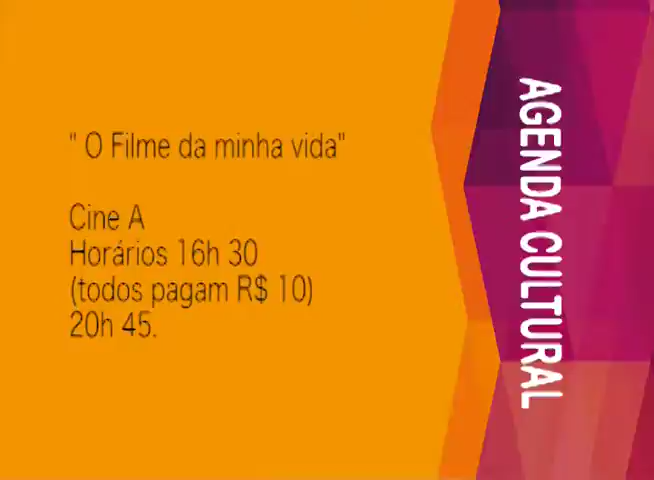 " O Filme da minha vida"
Cine A
Horários 16h 30
(todos pagam R$ 10)
20h 45.
AGENDA CULTURAL